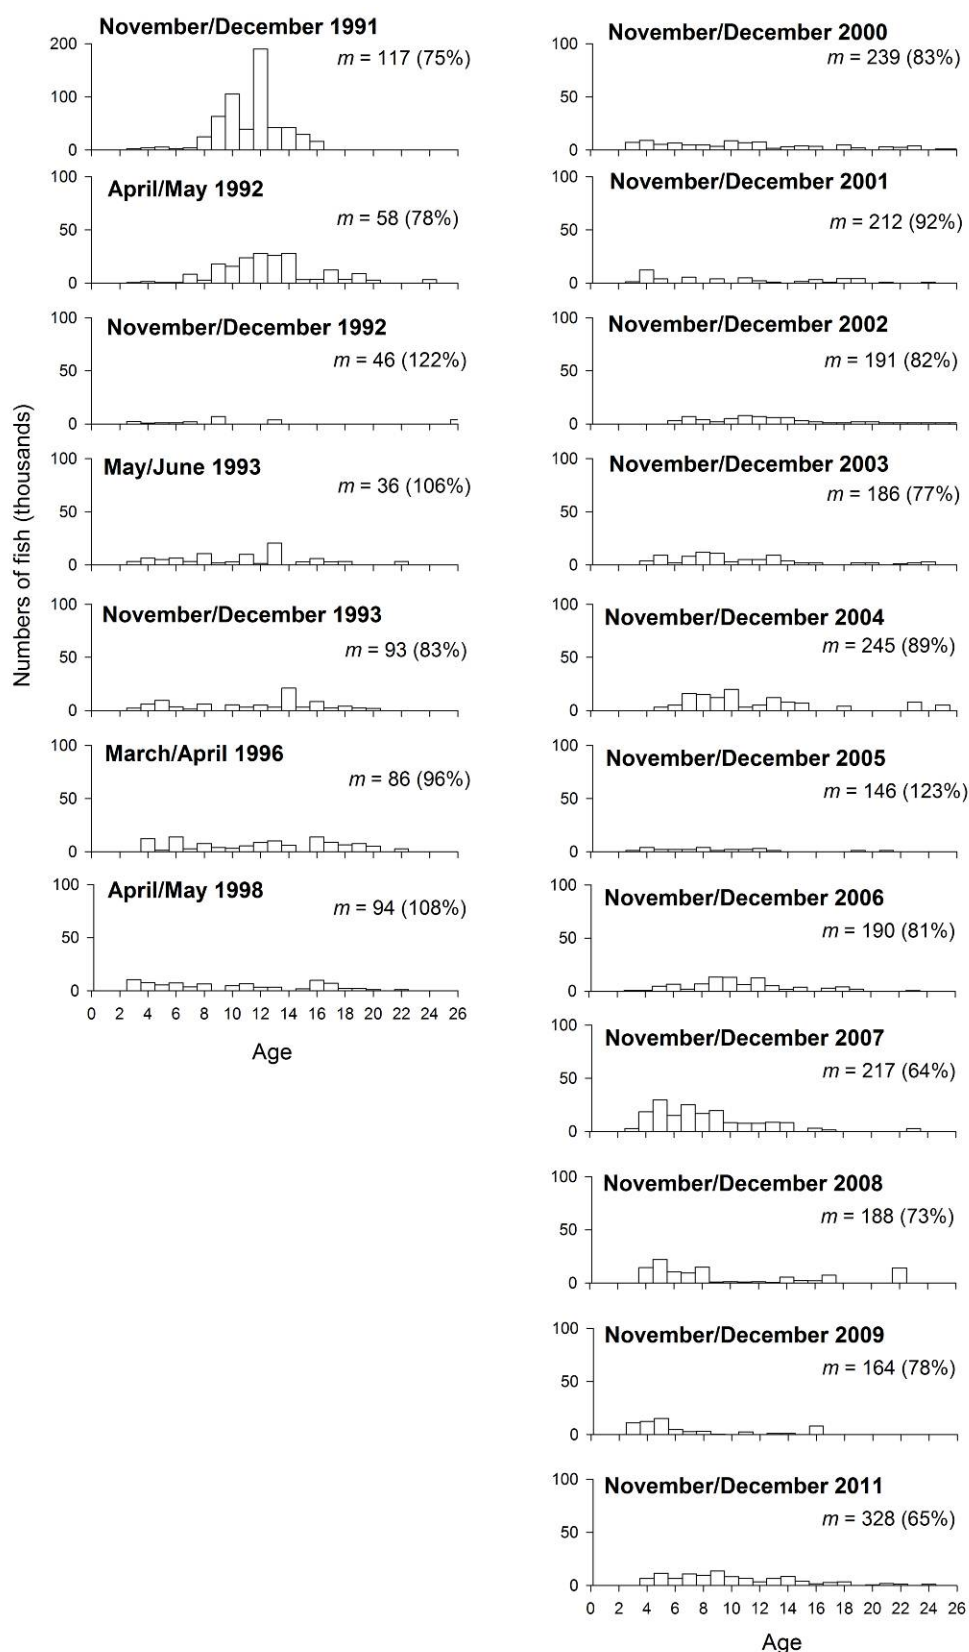 Numbers of fish (thousands)
November/December 1991
m = 117 (75%)
200
100
0
April/May 1992
m = 58 (78%)
100
50
0
November/December 1992
m = 46 (122%)
100
50
0
May/June 1993
m = 36 (106%)
100
50
0
November/December 1993
m = 93 (83%)
100
50
0
March/April 1996
m = 86 (96%)
100
50
0
April/May 1998
m = 94 (108%)
100
50
0
0 2 4 6 8 10 12 14 16 18 20 22 24 26
Age
November/December 2000
m = 239 (83%)
100
50
0
November/December 2001
m = 212 (92%)
100
50
0
November/December 2002
m = 191 (82%)
100
50
0
November/December 2003
m = 186 (77%)
100
50
0
November/December 2004
m = 245 (89%)
100
50
0
November/December 2005
m = 146 (123%)
100
50
0
November/December 2006
m = 190 (81%)
100
50
0
November/December 2007
m = 217 (64%)
100
50
0
November/December 2008
m = 188 (73%)
100
50
0
November/December 2009
m = 164 (78%)
100
50
0
November/December 2011
m = 328 (65%)
100
50
0
0 2 4 6 8 10 12 14 16 18 20 22 24 26
Age